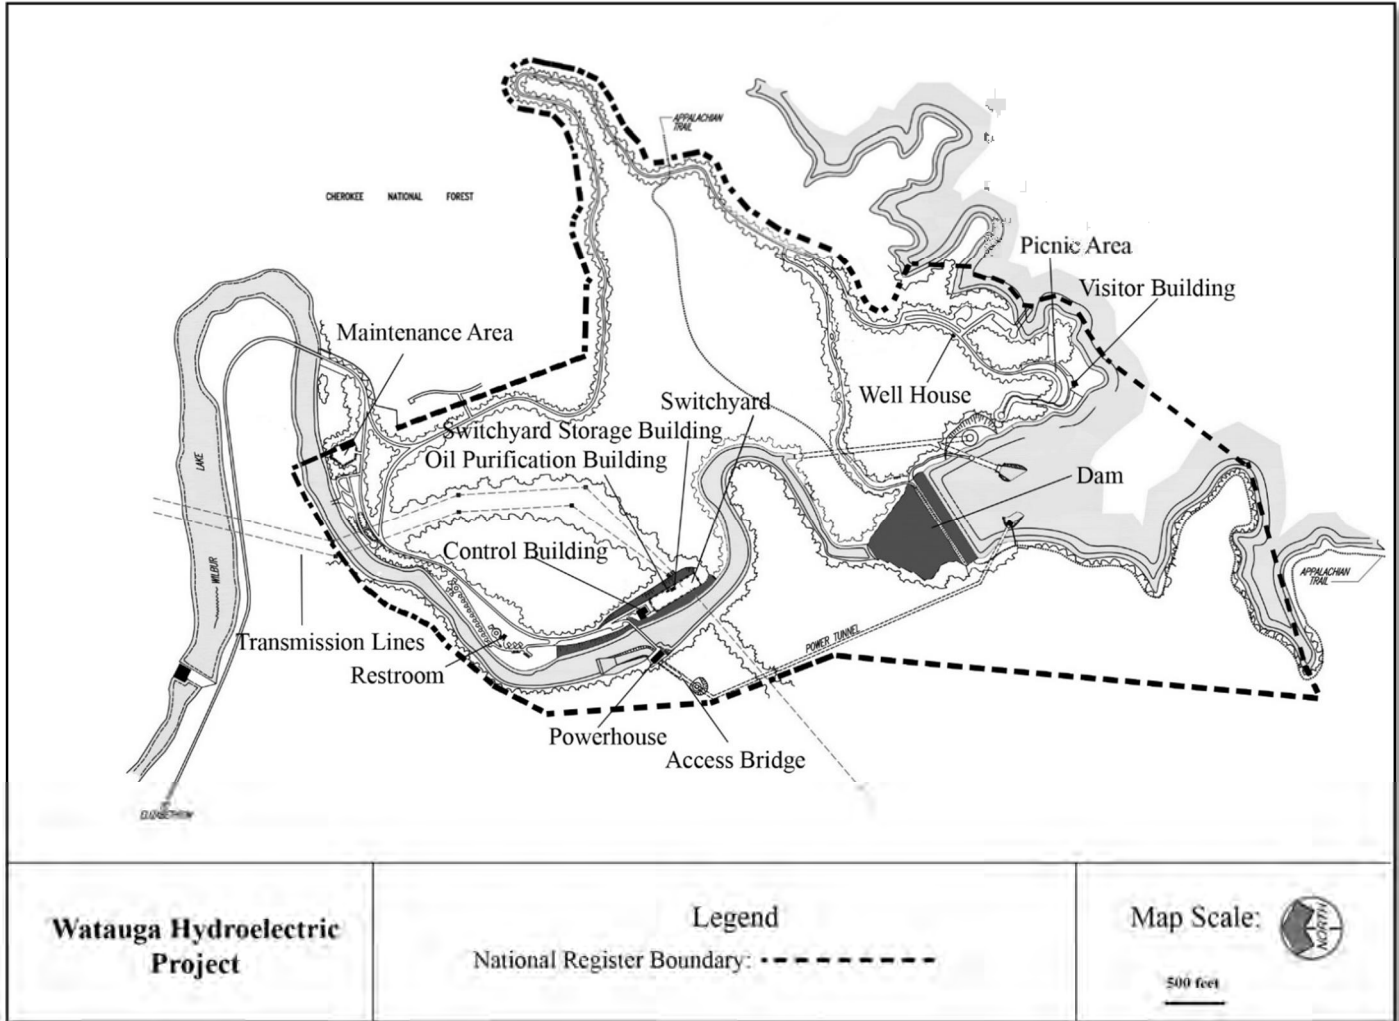 APPALACHIAN
TRAIL
CHEROKEE NATIONAL FOREST
Picnic Area
Visitor Building
Maintenance Area
Well House
Switchyard
Switchyard Storage Building
Oil Purification Building
LAKE
Dam
Control Building
WILBUR
APPALACHIAN
TRAIL
Transmission Lines
POWER TUNNEL
Restroom
Powerhouse
Access Bridge
Watauga Hydroelectric
Project
Legend
National Register Boundary:
Map Scale:
NORTH
500 feet